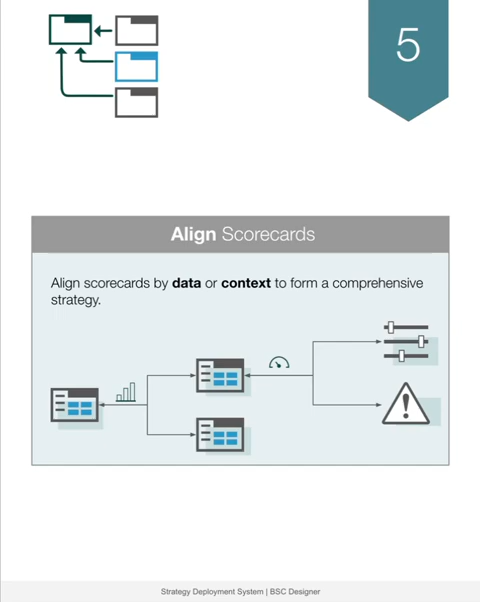 5
Align Scorecards
Align scorecards by data or context to form a comprehensive
strategy.
Strategy Deployment System | BSC Designer